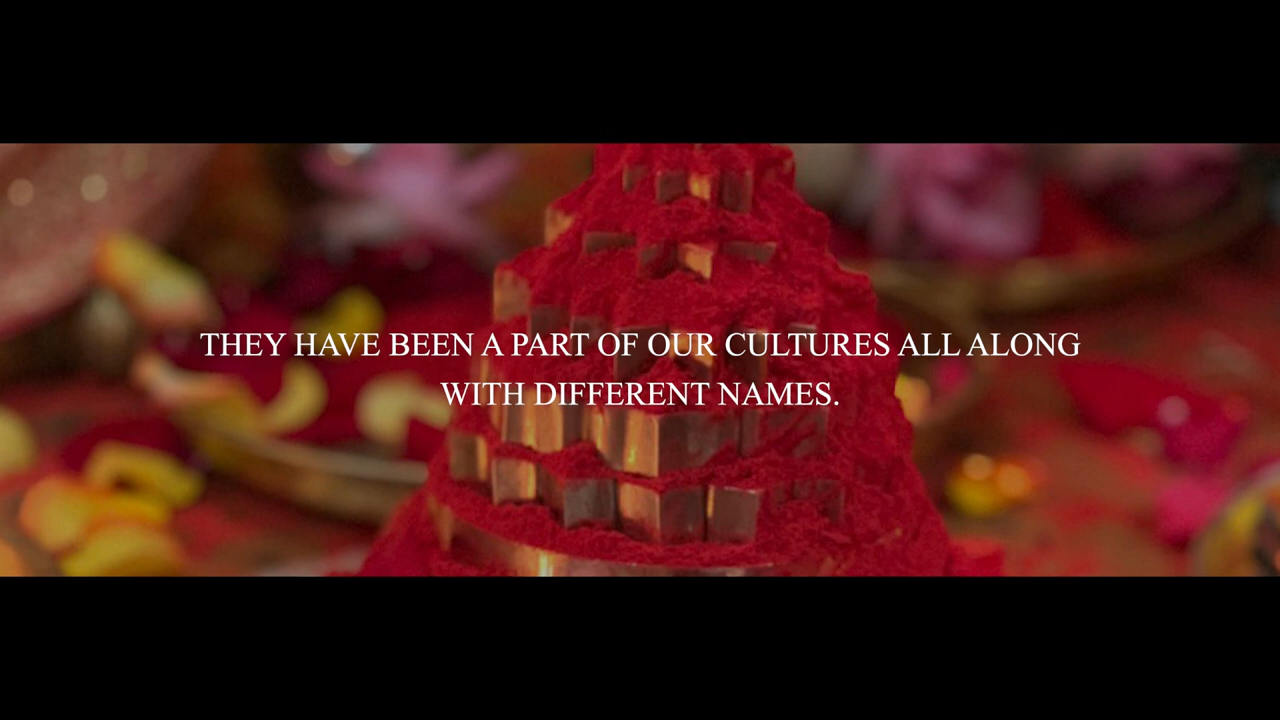 THEY HAVE BEEN A PART OF OUR CULTURES ALL ALONG
WITH DIFFERENT NAMES.